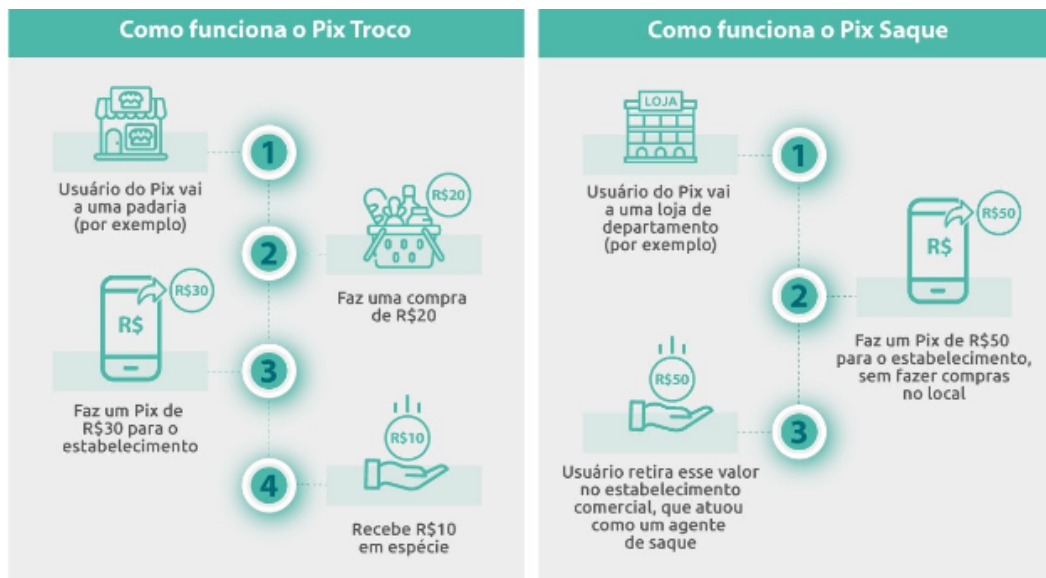 Como funciona o Pix Troco
1
Usuário do Pix vai
a uma padaria
(por exemplo)
R$20
2
Faz uma compra
de R$20
R$30
R$
3
Faz um Pix de
R$30 para o
estabelecimento
R$10
4
Recebe R$10
em espécie
Como funciona o Pix Saque
LOJA
1
Usuário do Pix vai
a uma loja de
departamento
(por exemplo)
R$50
R$
2
Faz um Pix de R$50
para o estabelecimento,
sem fazer compras
no local
R$50
3
Usuário retira esse valor
no estabelecimento
comercial, que atuou
como um agente
de saque